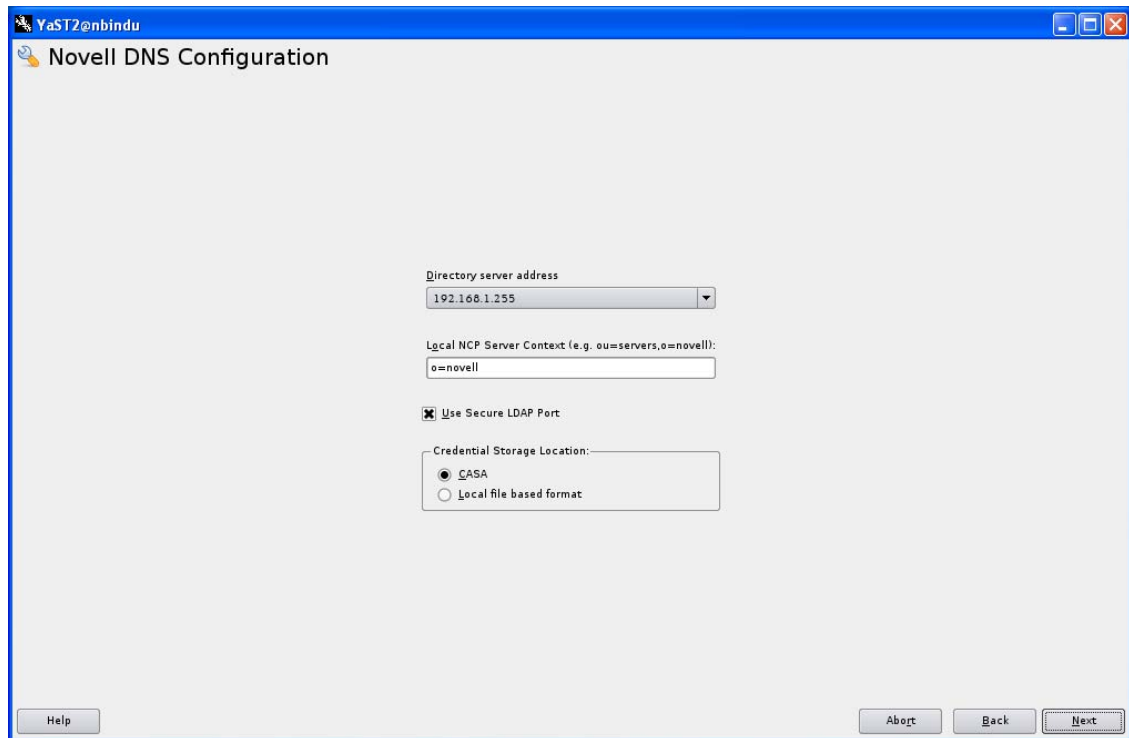 YaST2@nbindu
Novell DNS Configuration
Directory server address
192.168.1.255
Local NCP Server Context (e.g. ou=servers,o=novell):
o=novell
Use Secure LDAP Port
Credential Storage Location:
CASA
Local file based format
Help
Abort
Back
Next